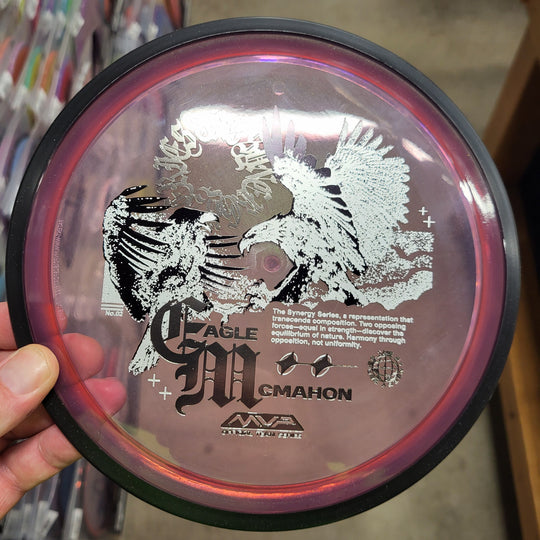 No.02
The Synergy Series, a representation that
transcends composition. Two opposing
forces—equal in strength—discover the
equilibrium of nature. Harmony through
opposition, not uniformity.
EAGLE
MCMAHON
MVP